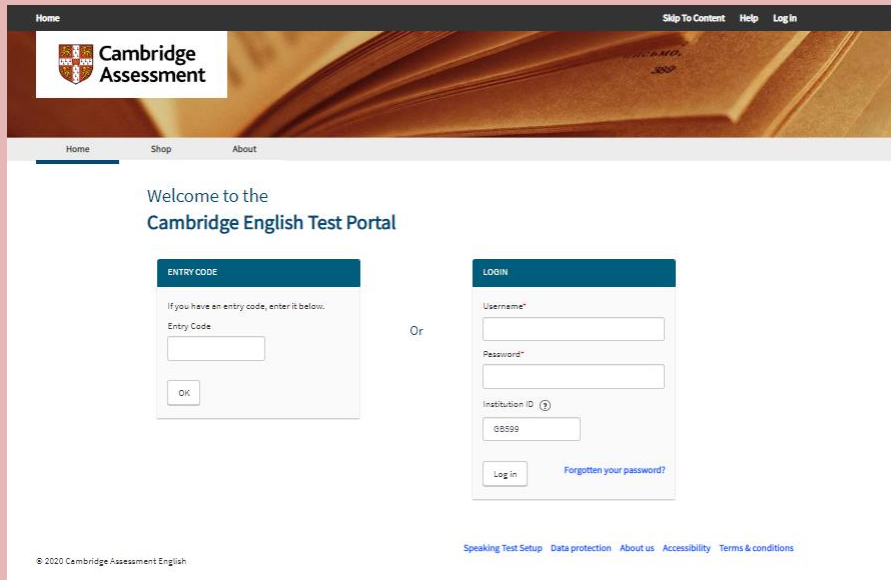 Home Skip To Content Help Log in
Cambridge
Assessment
389
Home Shop About
Welcome to the
Cambridge English Test Portal
ENTRY CODE
If you have an entry code, enter it below.
Entry Code
OK
Or
LOGIN
Username*
Password*
Institution ID ?
GB599
Log in Forgotten your password?
Speaking Test Setup Data protection About us Accessibility Terms & conditions
© 2020 Cambridge Assessment English